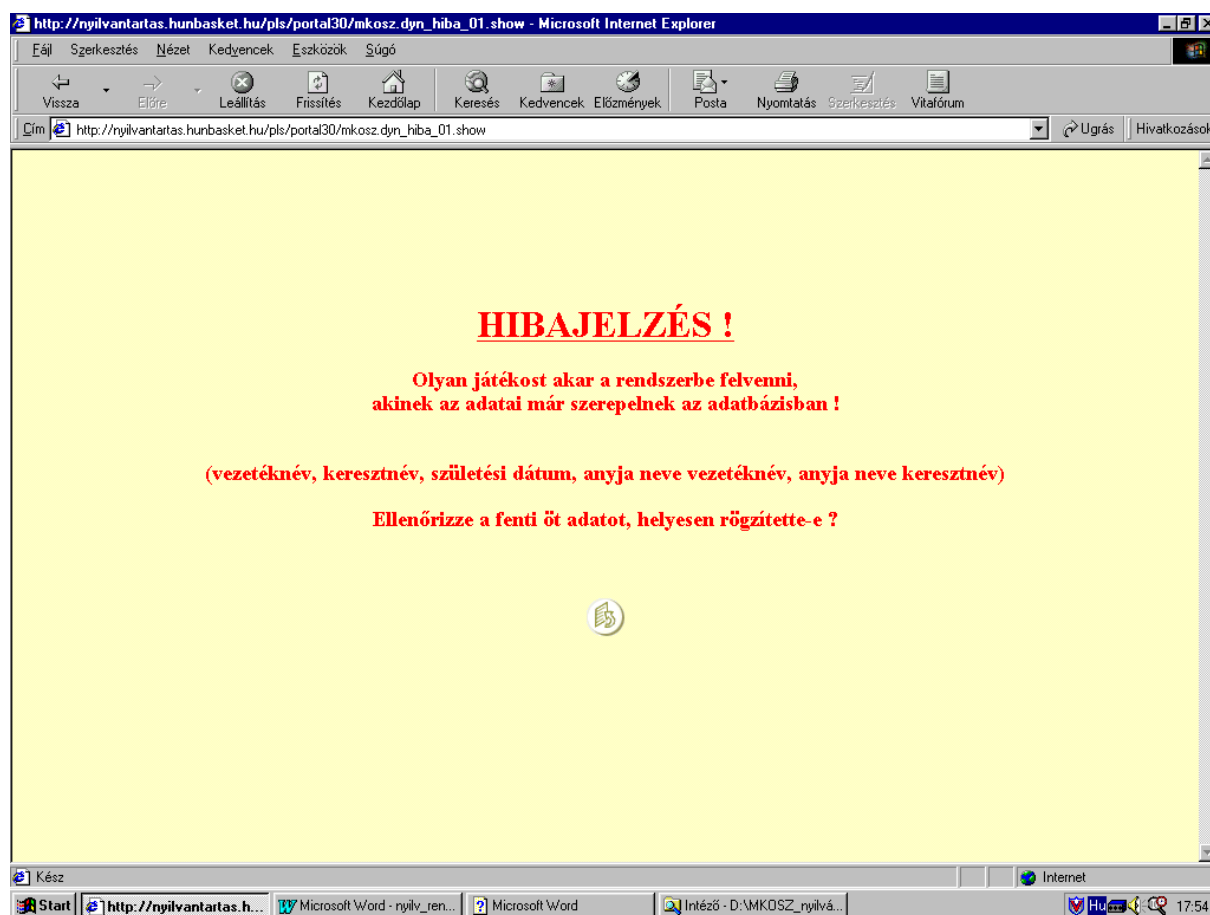 http://nyilvantartas.hunbasket.hu/pls/portal30/mkosz.dyn_hiba_01.show - Microsoft Internet Explorer
Fájl Szerkesztés Nézet Kedvencek Eszközök Súgó
Vissza Előre Leállítás Frissítés Kezdőlap Keresés Kedvencek Előzmények Posta Nyomtatás Szerkesztés Vitafórum
Cím http://nyilvantartas.hunbasket.hu/pls/portal30/mkosz.dyn_hiba_01.show Ugrás Hivatkozások
HIBAJELZÉS !
Olyan játékost akar a rendszerbe felvenni,
akinek az adatai már szerepelnek az adatbázisban !
(vezetéknév, keresztnév, születési dátum, anyja neve vezetéknév, anyja neve keresztnév)
Ellenőrizze a fenti öt adatot, helyesen rögzítette-e ?
Kész Internet
Start http://nyilvantartas.h... Microsoft Word - nyilv_ren... Microsoft Word Intéző - D:\MKOSZ_nyilvá... Hu 17:54